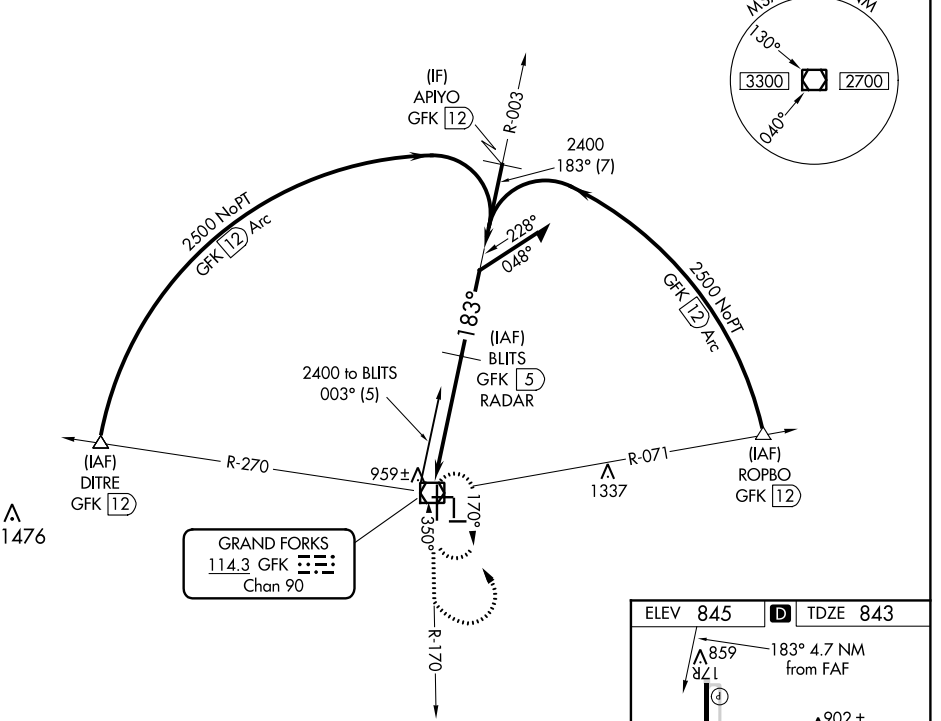 (IF)
APIYO
GFK 12
R-003
130°
3300
2700
040°
2400
183° (7)
2500 NoPT
GFK 12 Arc
228°
048°
2500 NoPT
GFK 12 Arc
183°
(IAF)
BLITS
GFK 5
RADAR
2400 to BLITS
003° (5)
(IAF)
DITRE
GFK 12
R-270
959±
R-071
1337
(IAF)
ROPBO
GFK 12
1476
GRAND FORKS
114.3 GFK
Chan 90
350°
170°
R-170
ELEV 845
D
TDZE 843
859
183° 4.7 NM
from FAF
17R
P
902 ±